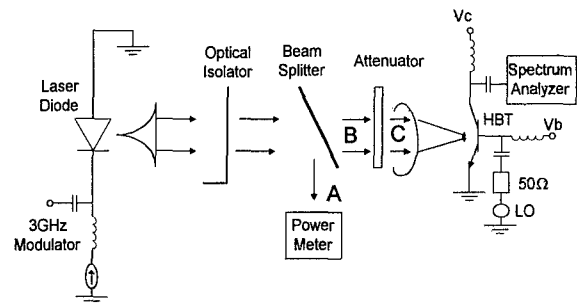 Laser
Diode
3GHz
Modulator
Optical
Isolator
Beam
Splitter
A
Power
Meter
B
Attenuator
C
Vc
Spectrum
Analyzer
HBT
Vb
50Ω
LO